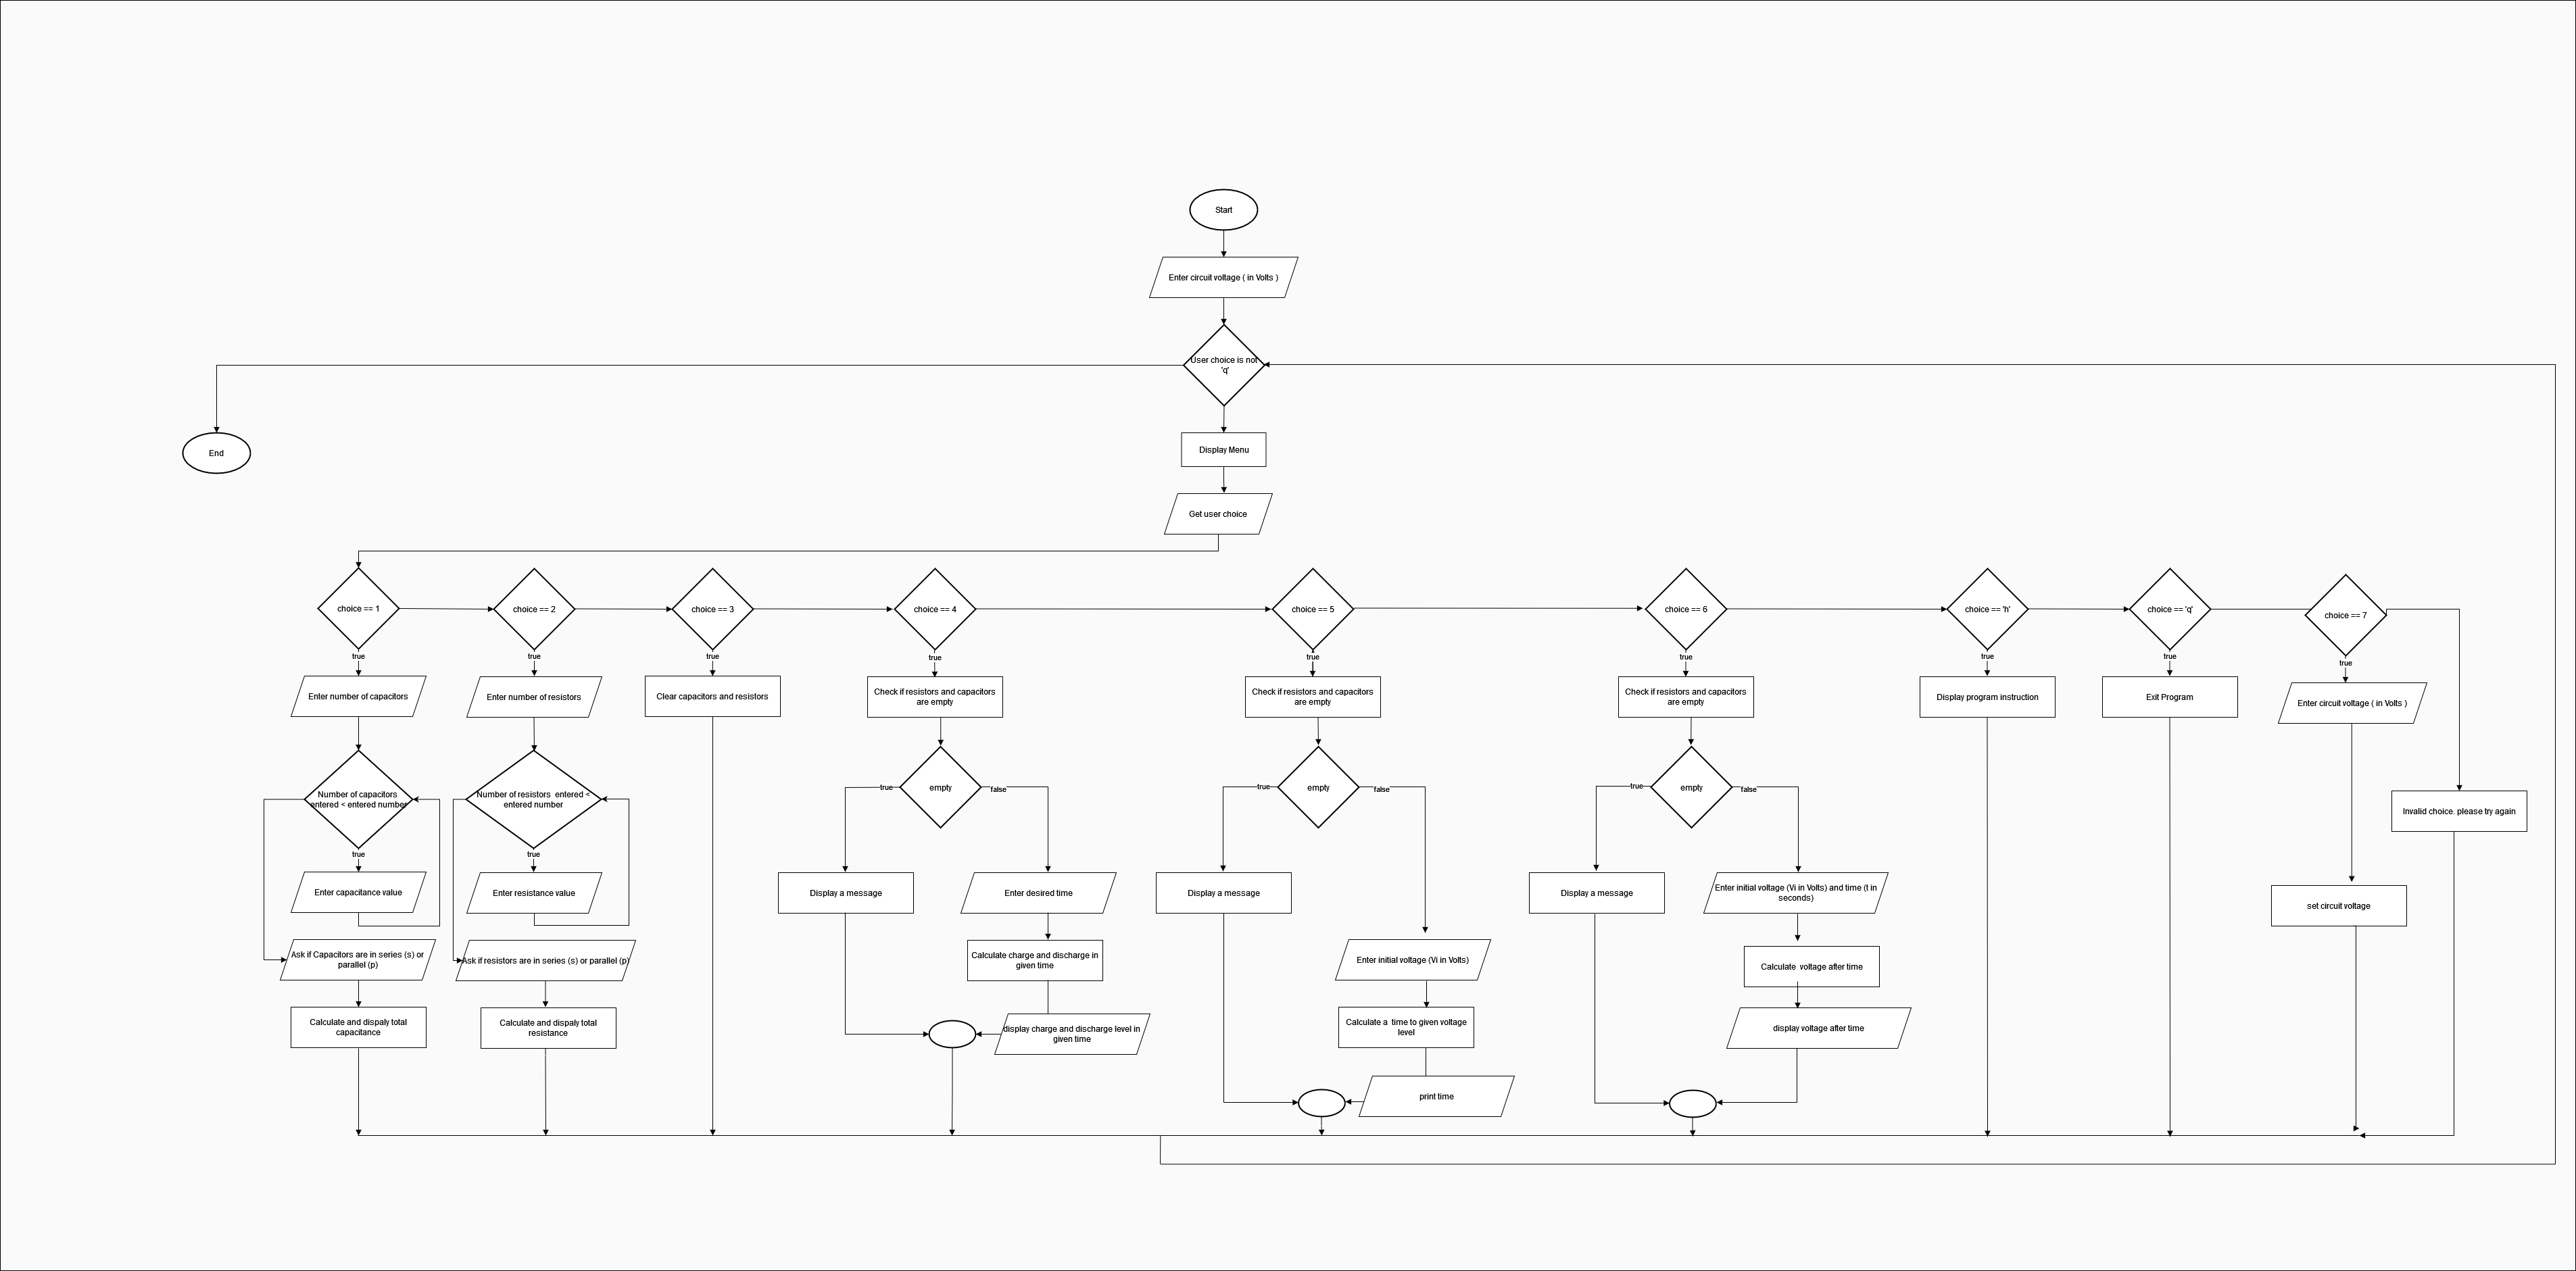 Start
Enter circuit voltage ( in Volts )
User choice is not
'q'
End
Display Menu
Get user choice
choice == 1
choice == 2
choice == 3
choice == 4
choice == 5
choice == 6
choice == 'h'
choice == 'q'
choice == 7
true
true
true
true
true
true
true
true
true
Enter number of capacitors
Enter number of resistors
Clear capacitors and resistors
Check if resistors and capacitors
are empty
Check if resistors and capacitors
are empty
Check if resistors and capacitors
are empty
Display program instruction
Exit Program
Enter circuit voltage ( in Volts )
Number of capacitors
entered < entered number
Number of resistors  entered <
entered number
true
empty
false
true
empty
false
true
empty
false
Invalid choice. please try again
true
true
Enter capacitance value
Enter resistance value
Display a message
Enter desired time
Display a message
Display a message
Enter initial voltage (Vi in Volts) and time (t in
seconds)
set circuit voltage
Ask if Capacitors are in series (s) or
parallel (p)
Ask if resistors are in series (s) or parallel (p)
Calculate charge and discharge in
given time
Enter initial voltage (Vi in Volts)
Calculate  voltage after time
Calculate and dispaly total
capacitance
Calculate and dispaly total
resistance
display charge and discharge level in
given time
Calculate a  time to given voltage
level
display voltage after time
print time